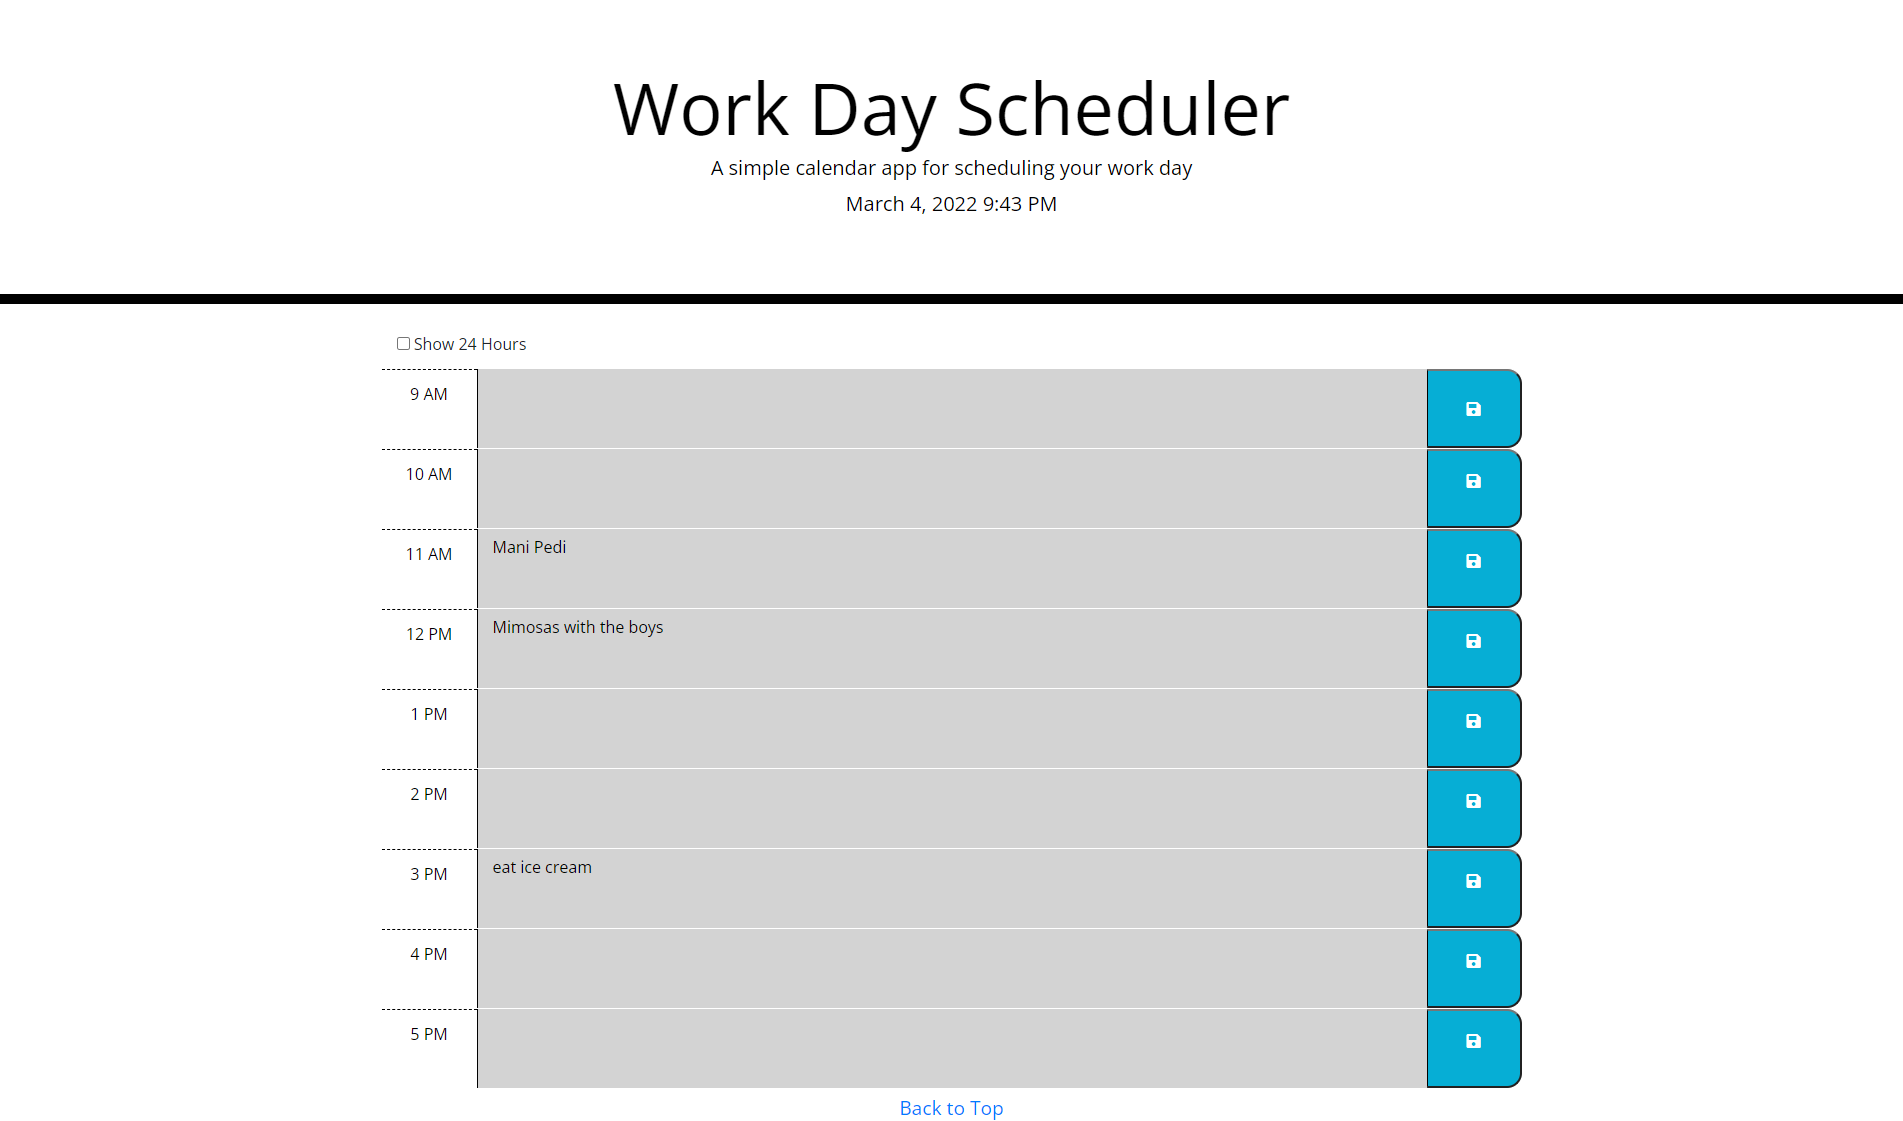 Work Day Scheduler
A simple calendar app for scheduling your work day
March 4, 2022 9:43 PM
Show 24 Hours
9 AM
10 AM
11 AM Mani Pedi
12 PM Mimosas with the boys
1 PM
2 PM
3 PM eat ice cream
4 PM
5 PM
Back to Top